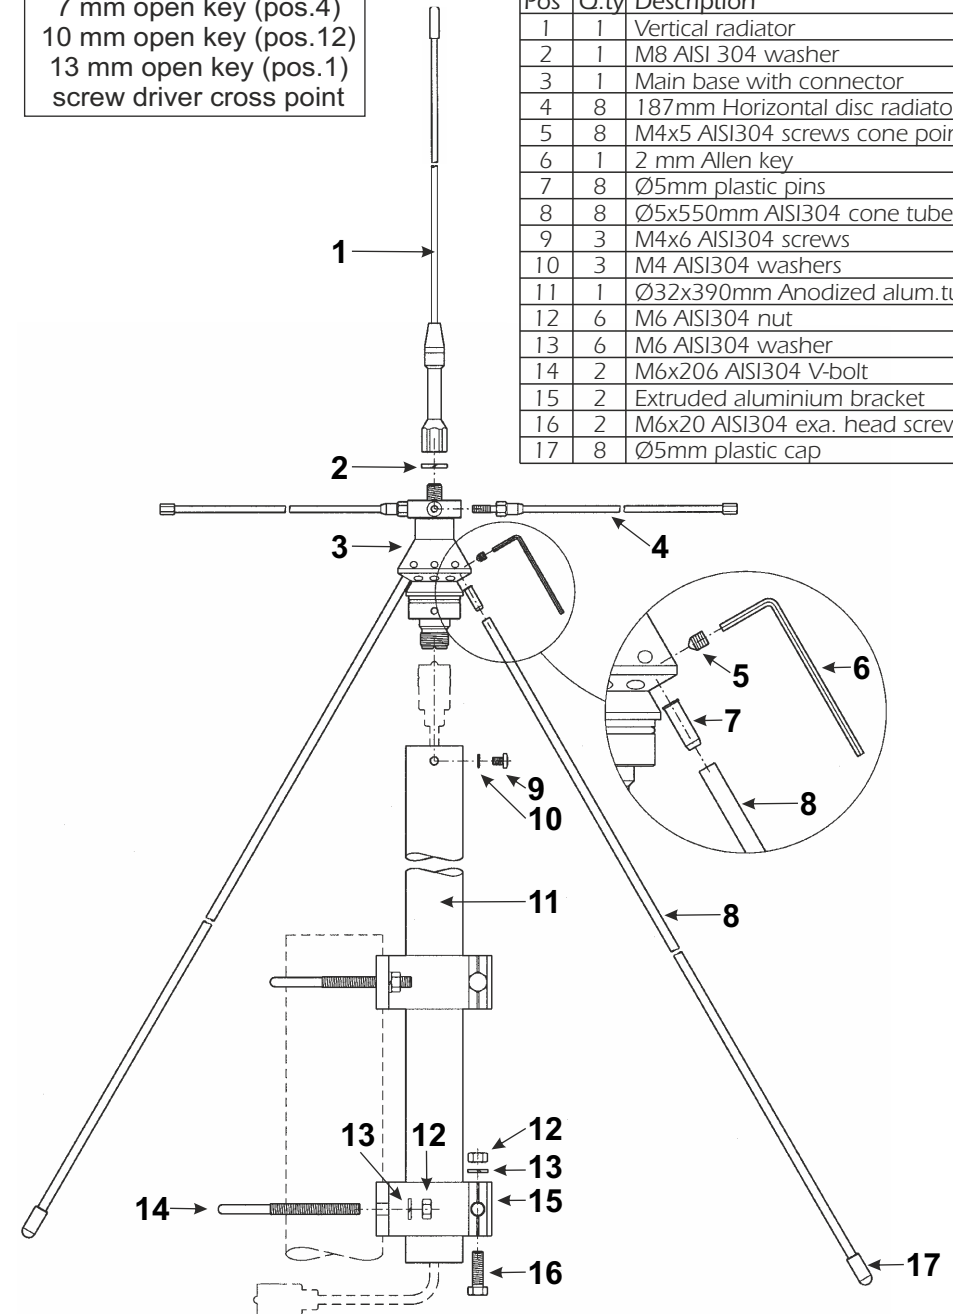 7 mm open key (pos.4)
10 mm open key (pos.12)
13 mm open key (pos.1)
screw driver cross point
Pos Q.ty Description
1 1 Vertical radiator
2 1 M8 AISI 304 washer
3 1 Main base with connector
4 8 187mm Horizontal disc
5 8 M4x5 AISI304 screws cone
6 1 2 mm Allen key
7 8 Ø5mm plastic pins
8 8 Ø5x550mm AISI304 cone tube
9 3 M4x6 AISI304 screws
10 3 M4 AISI304 washers
11 1 Ø32x390mm Anodized
12 6 M6 AISI304 nut
13 6 M6 AISI304 washer
14 2 M6x206 AISI304 V-bolt
15 2 Extruded aluminium bracket
16 2 M6x20 AISI304 exa. head screw
17 8 Ø5mm plastic cap
1
2
3
4
5
6
7
8
9
10
11
8
13 12 12
13
14
15
16
17